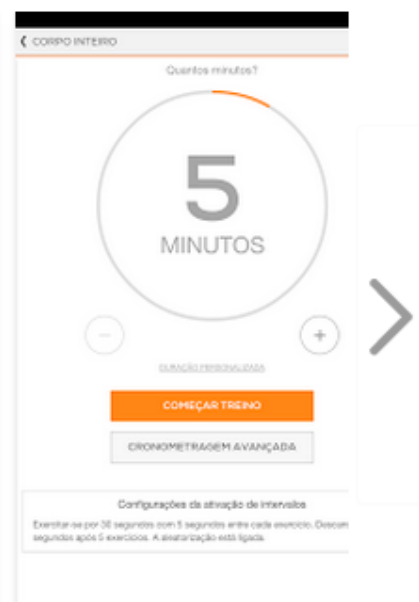 CORPO INTEIRO
Quantos minutos?
5
MINUTOS
DURAÇÃO PERSONALIZADA
COMEÇAR TREINO
CRONOMETRAGEM AVANÇADA
Configurações da ativação de intervalos
Exercitar-se por 30 segundos com 5 segundos entre cada exercício. Descan
segundos após 5 exercícios. A aleatorização está ligada.